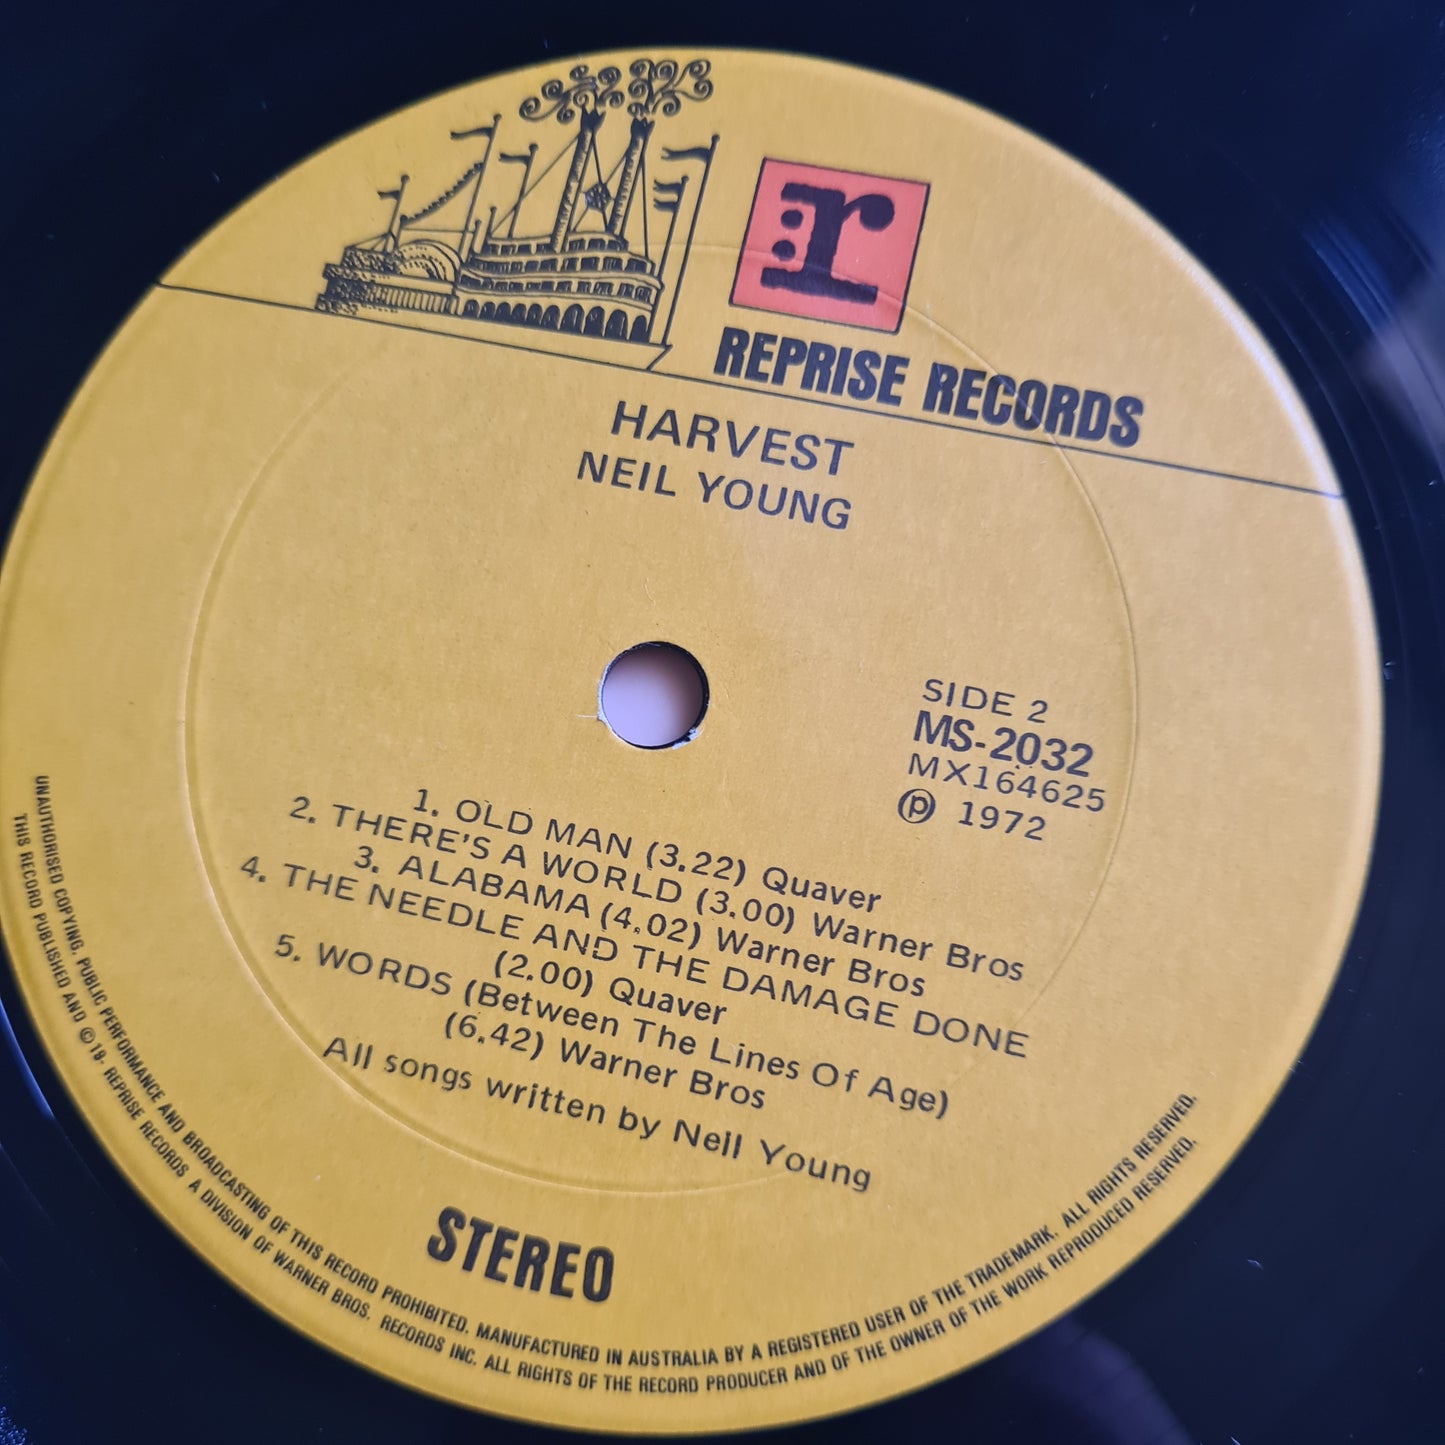 r
REPRISE RECORDS
HARVEST
NEIL YOUNG
SIDE 2
MS-2032
MX164625
Ⓟ 1972
1. OLD MAN (3.22) Quaver
2. THERE'S A WORLD (3.00) Warner Bros
3. ALABAMA (4.02) Warner Bros
4. THE NEEDLE AND THE DAMAGE DONE
(2.00) Quaver
5. WORDS (Between The Lines Of Age)
(6.42) Warner Bros
All songs written by Neil Young
STEREO
UNAUTHORISED COPYING, PUBLIC PERFORMANCE AND BROADCASTING OF THIS RECORD PROHIBITED. MANUFACTURED IN AUSTRALIA BY A REGISTERED USER OF THE TRADEMARK. ALL RIGHTS RESERVED.
THIS RECORD PUBLISHED AND © 19- REPRISE RECORDS A DIVISION OF WARNER BROS. RECORDS INC. ALL RIGHTS OF THE RECORD PRODUCER AND OF THE OWNER OF THE WORK REPRODUCED RESERVED.